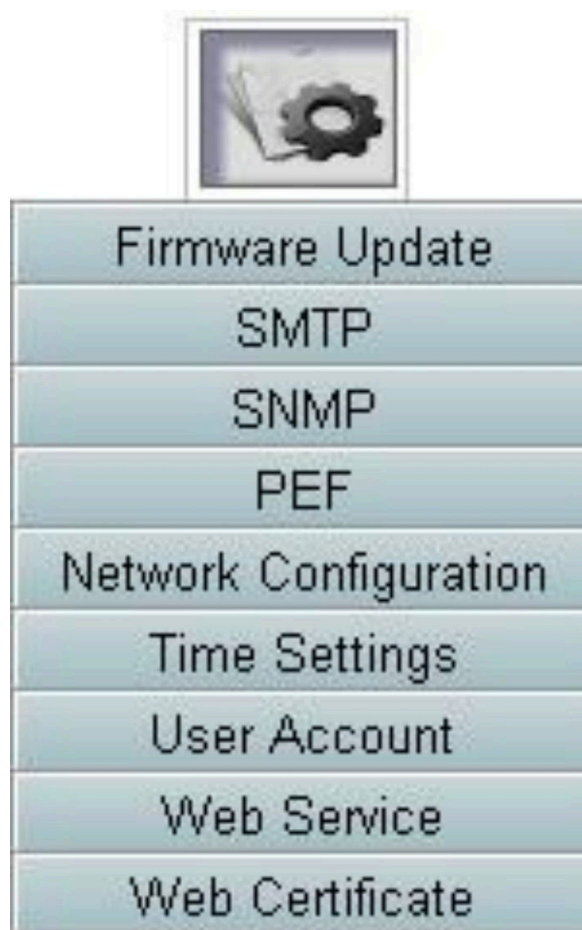 Firmware Update
SMTP
SNMP
PEF
Network Configuration
Time Settings
User Account
Web Service
Web Certificate